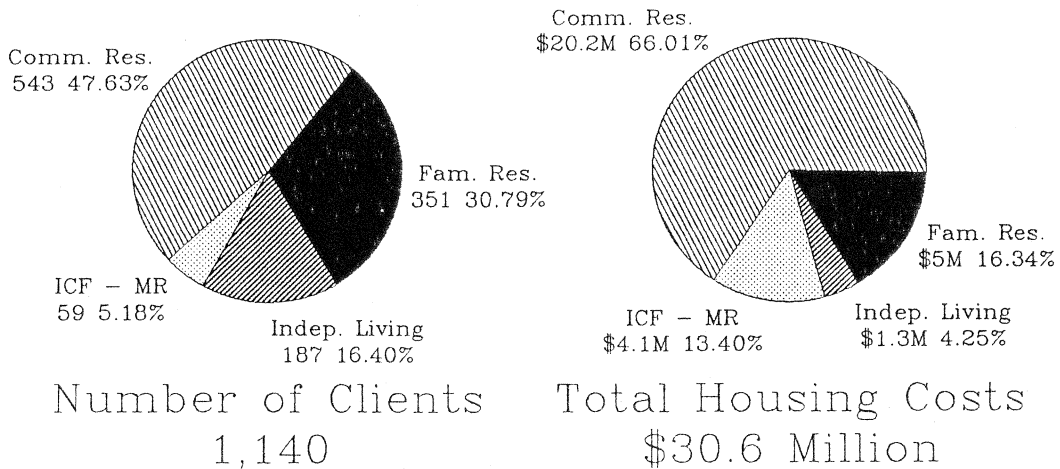 Comm. Res.
543 47.63%
Fam. Res.
351 30.79%
ICF - MR
59 5.18%
Indep. Living
187 16.40%
Number of Clients
1,140
Comm. Res.
$20.2M 66.01%
Fam. Res.
$5M 16.34%
ICF - MR
$4.1M 13.40%
Indep. Living
$1.3M 4.25%
Total Housing Costs
$30.6 Million